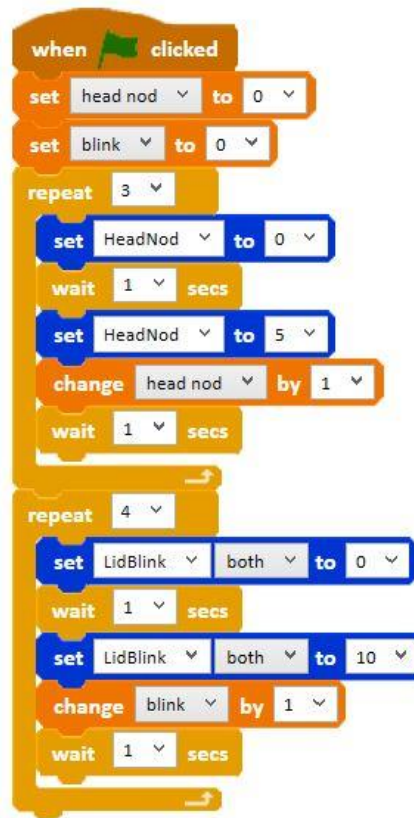 when clicked
set head nod to 0
set blink to 0
repeat 3
set HeadNod to 0
wait 1 secs
set HeadNod to 5
change head nod by 1
wait 1 secs
repeat 4
set LidBlink both to 0
wait 1 secs
set LidBlink both to 10
change blink by 1
wait 1 secs